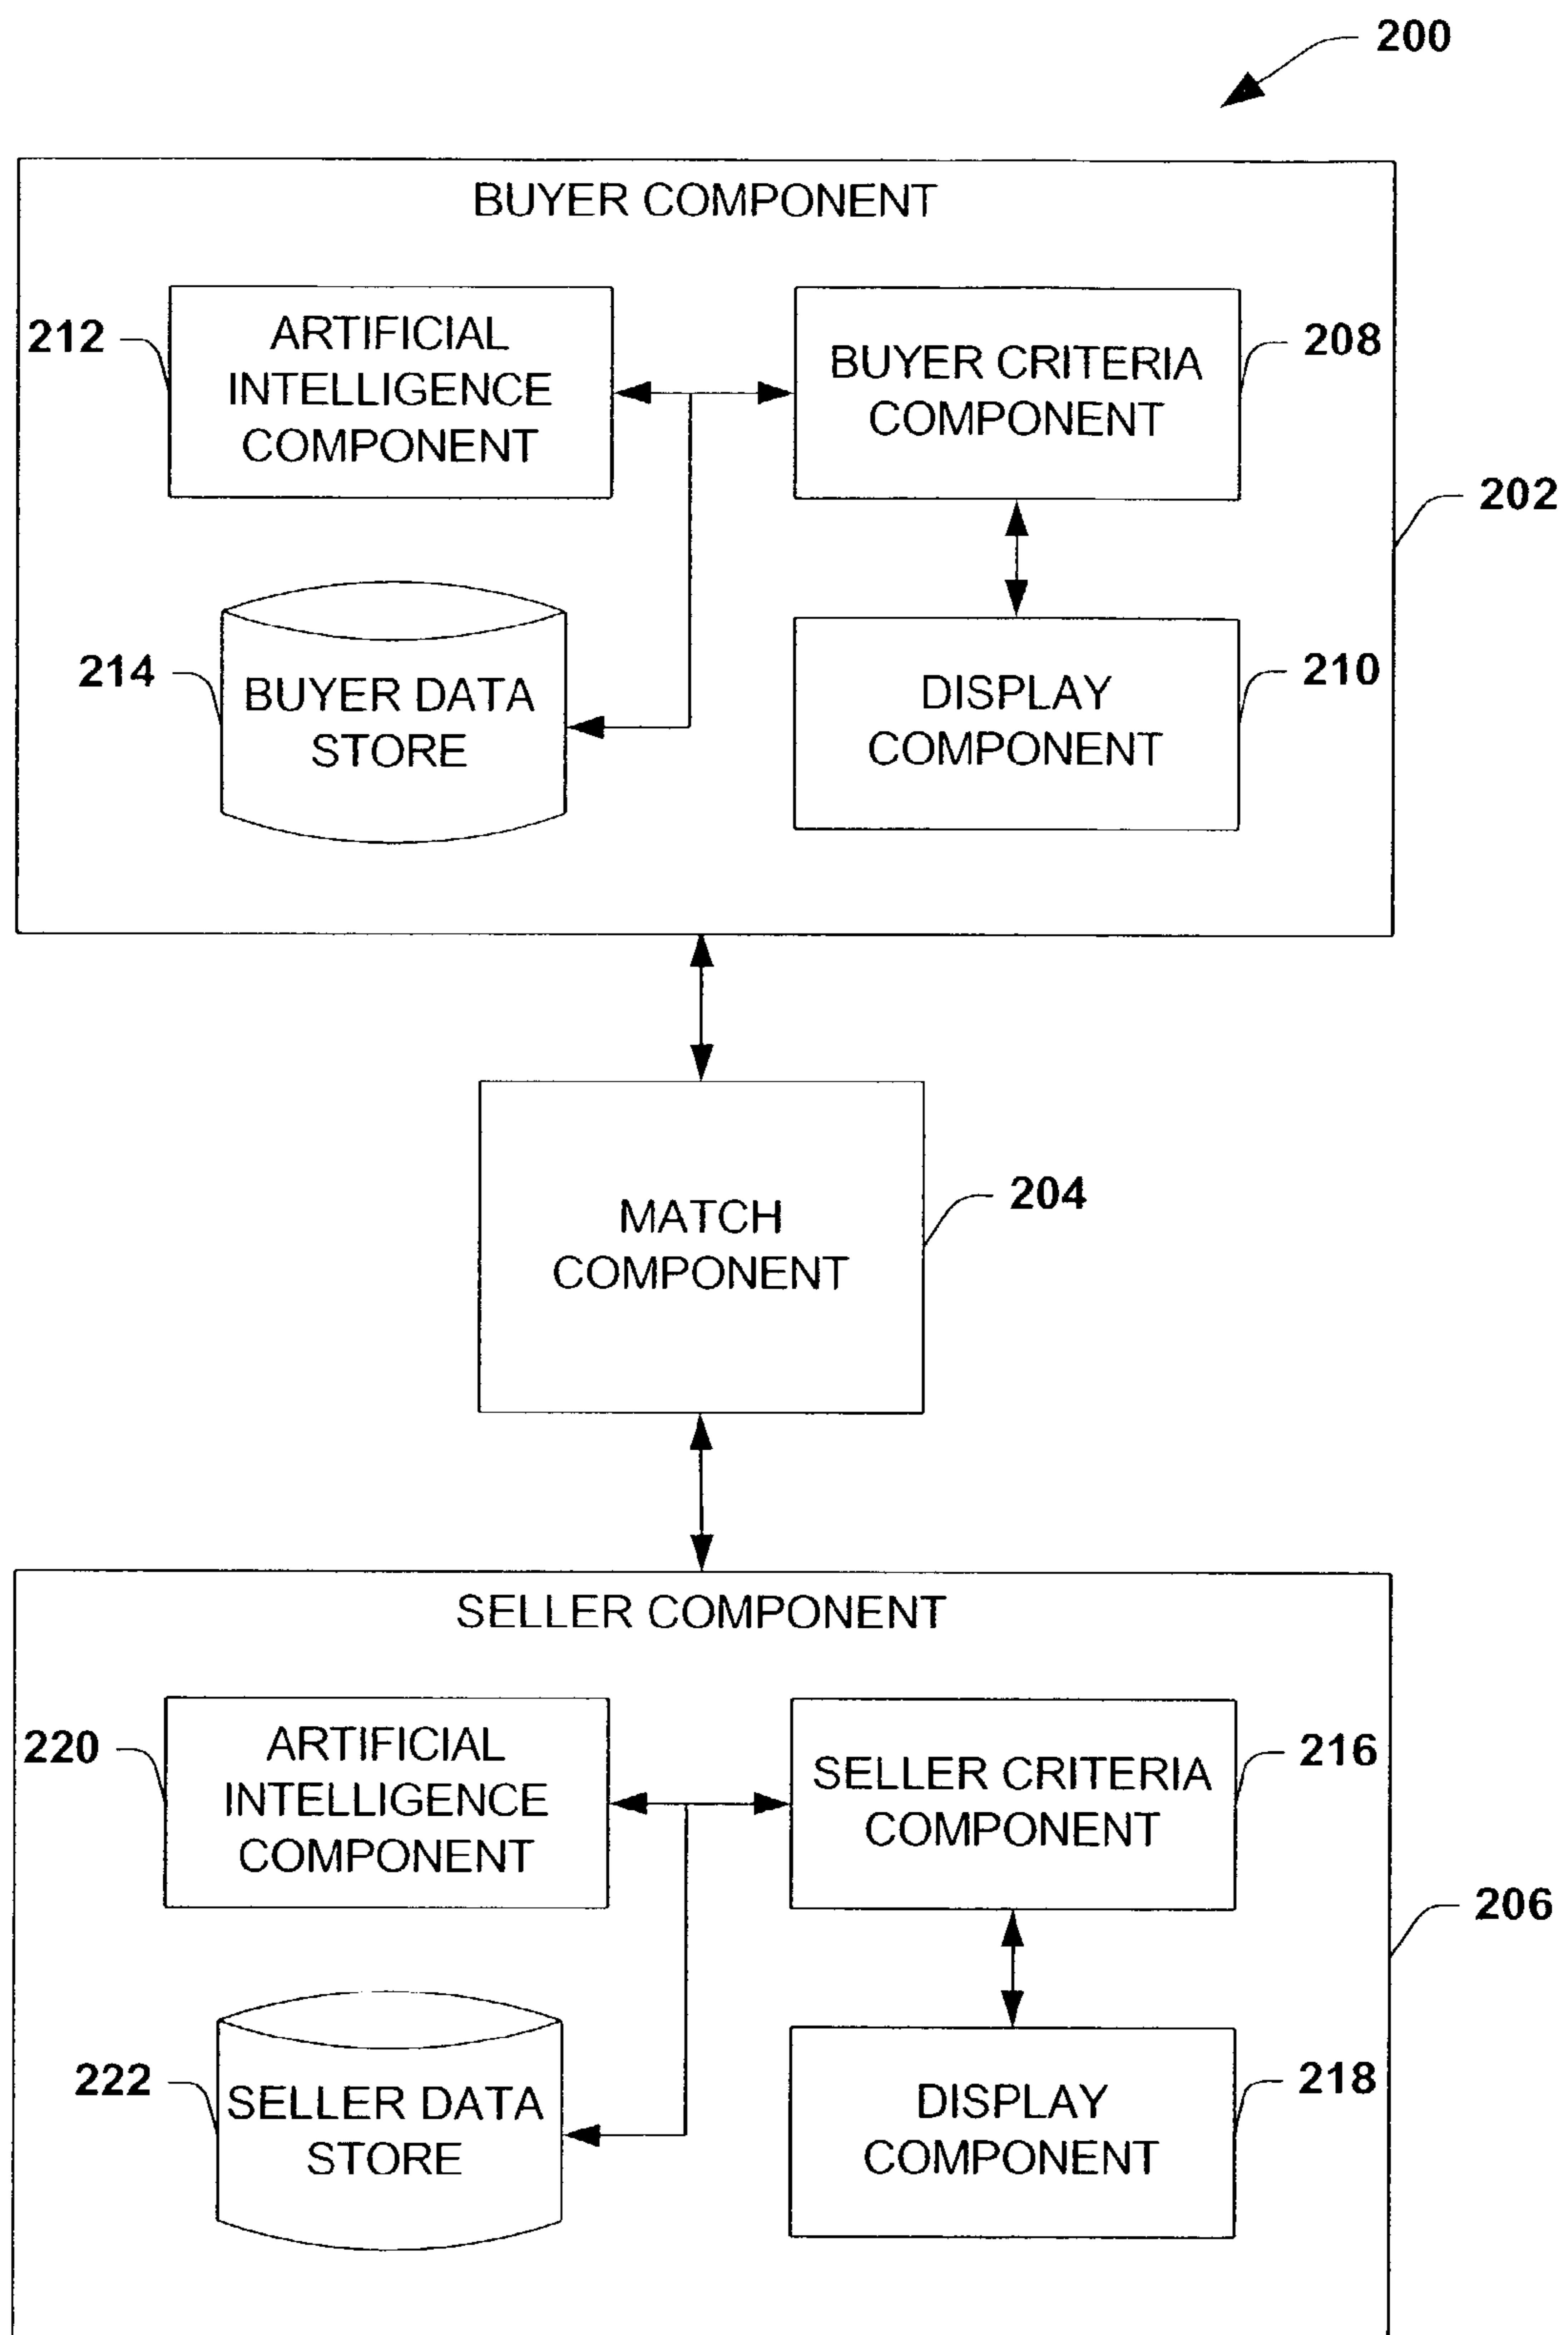 200
BUYER COMPONENT
212
ARTIFICIAL
INTELLIGENCE
COMPONENT
BUYER CRITERIA
COMPONENT
208
202
214
BUYER DATA
STORE
DISPLAY
COMPONENT
210
MATCH
COMPONENT
204
SELLER COMPONENT
220
ARTIFICIAL
INTELLIGENCE
COMPONENT
SELLER CRITERIA
COMPONENT
216
206
222
SELLER DATA
STORE
DISPLAY
COMPONENT
218